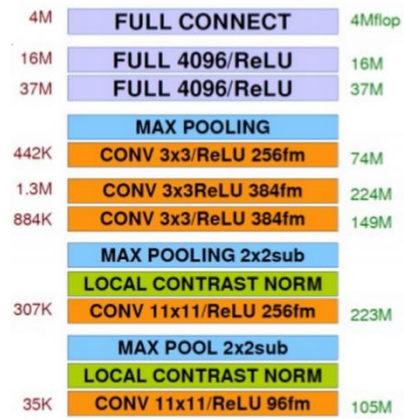 4M FULL CONNECT 4Mflop
16M FULL 4096/ReLU 16M
37M FULL 4096/ReLU 37M
MAX POOLING
442K CONV 3x3/ReLU 256fm 74M
1.3M CONV 3x3ReLU 384fm 224M
884K CONV 3x3/ReLU 384fm 149M
MAX POOLING 2x2sub
LOCAL CONTRAST NORM
307K CONV 11x11/ReLU 256fm 223M
MAX POOL 2x2sub
LOCAL CONTRAST NORM
35K CONV 11x11/ReLU 96fm 105M